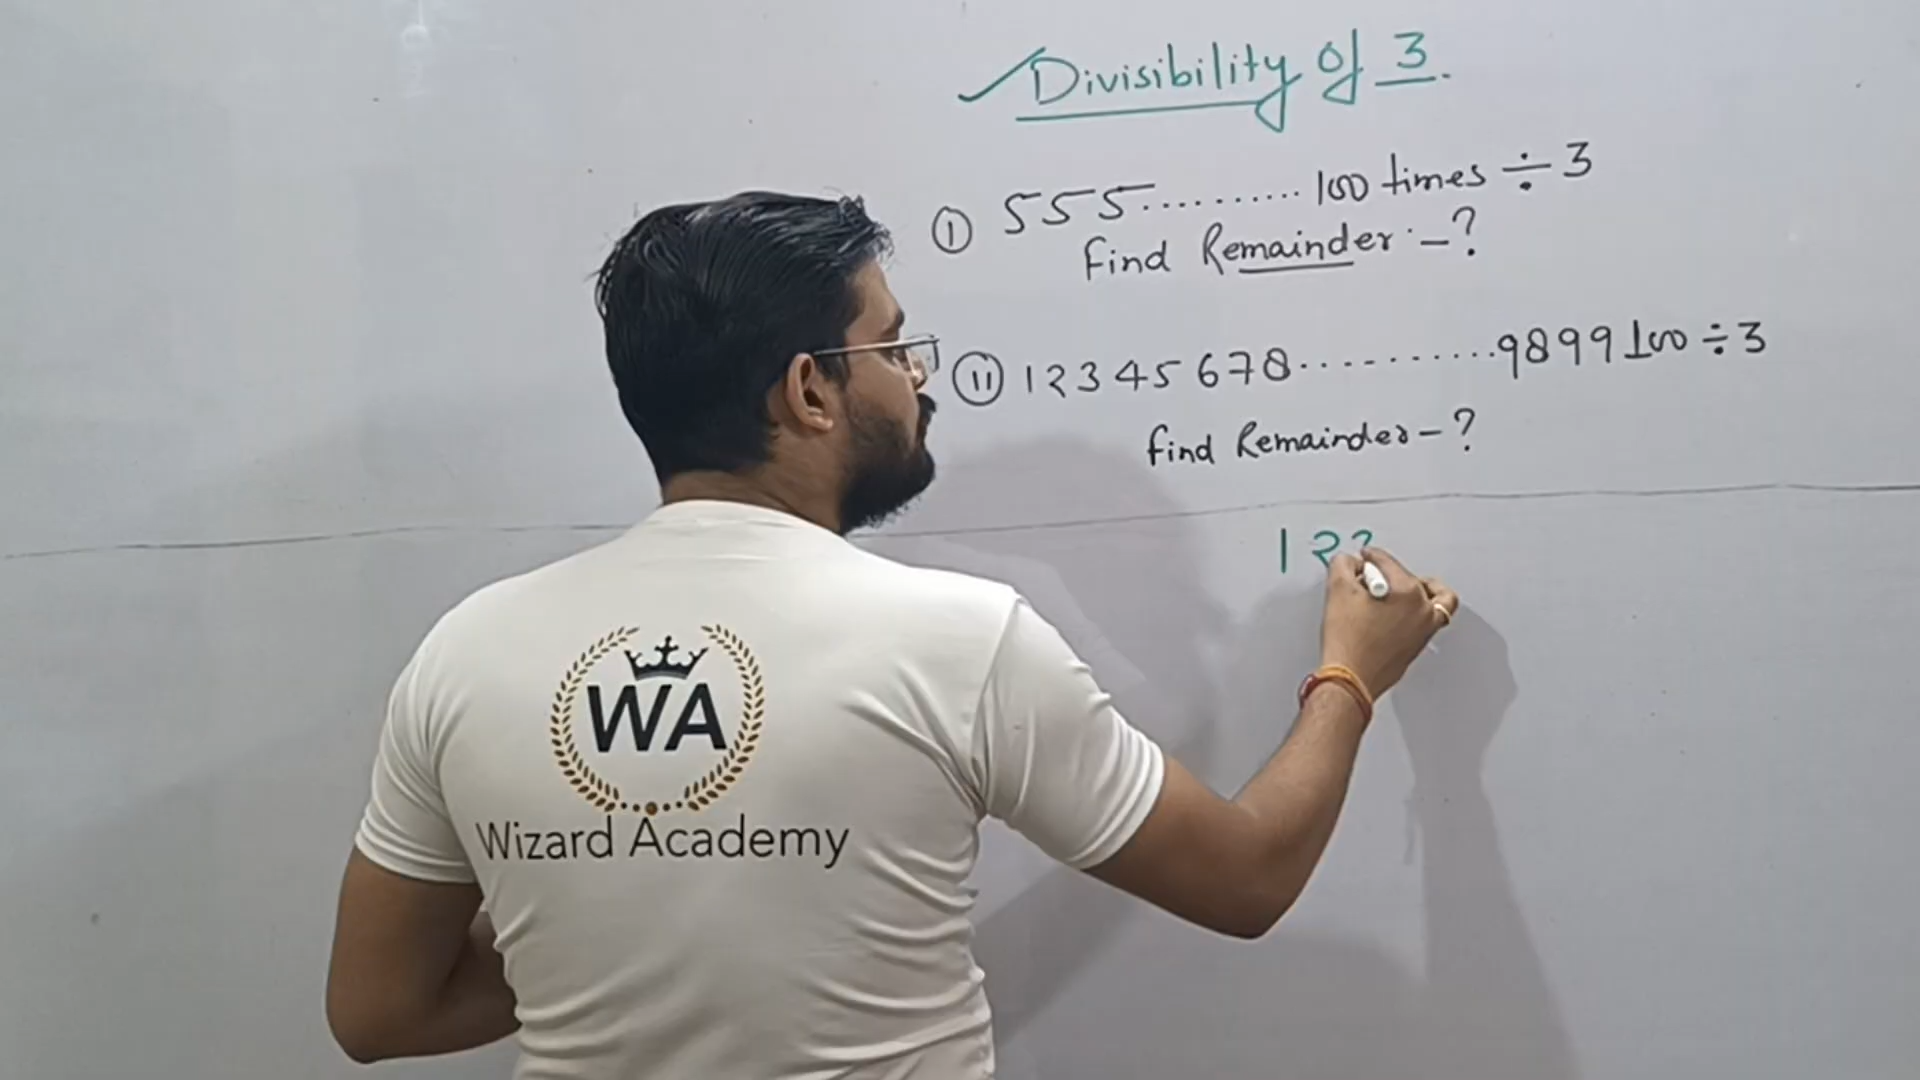 Divisibility of 3.
① 555.......... 100 times ÷ 3
Find Remainder - ?
⑪ 12345678...........9899100 ÷ 3
find Remainder - ?
12
WA
Wizard Academy